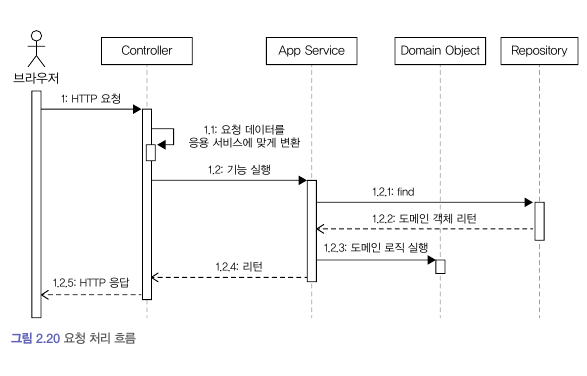 Controller
App Service
Domain Object
Repository
브라우저
1: HTTP 요청
1.1: 요청 데이터를
응용 서비스에 맞게 변환
1.2: 기능 실행
1.2.1: find
1.2.2: 도메인 객체 리턴
1.2.3: 도메인 로직 실행
1.2.4: 리턴
1.2.5: HTTP 응답
그림 2.20 요청 처리 흐름